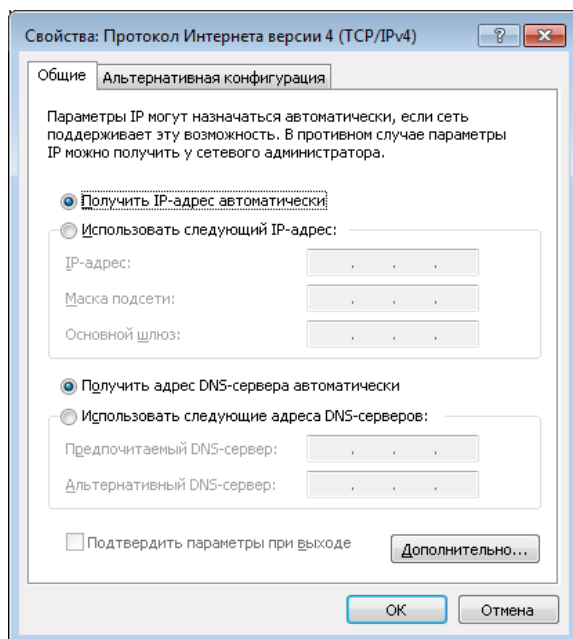 Свойства: Протокол Интернета версии 4 (TCP/IPv4)
Общие
Альтернативная конфигурация
Параметры IP могут назначаться автоматически, если сеть
поддерживает эту возможность. В противном случае параметры
IP можно получить у сетевого администратора.
Получить IP-адрес автоматически
Использовать следующий IP-адрес:
IP-адрес:
Маска подсети:
Основной шлюз:
Получить адрес DNS-сервера автоматически
Использовать следующие адреса DNS-серверов:
Предпочитаемый DNS-сервер:
Альтернативный DNS-сервер:
Подтвердить параметры при выходе
Дополнительно...
ОК
Отмена